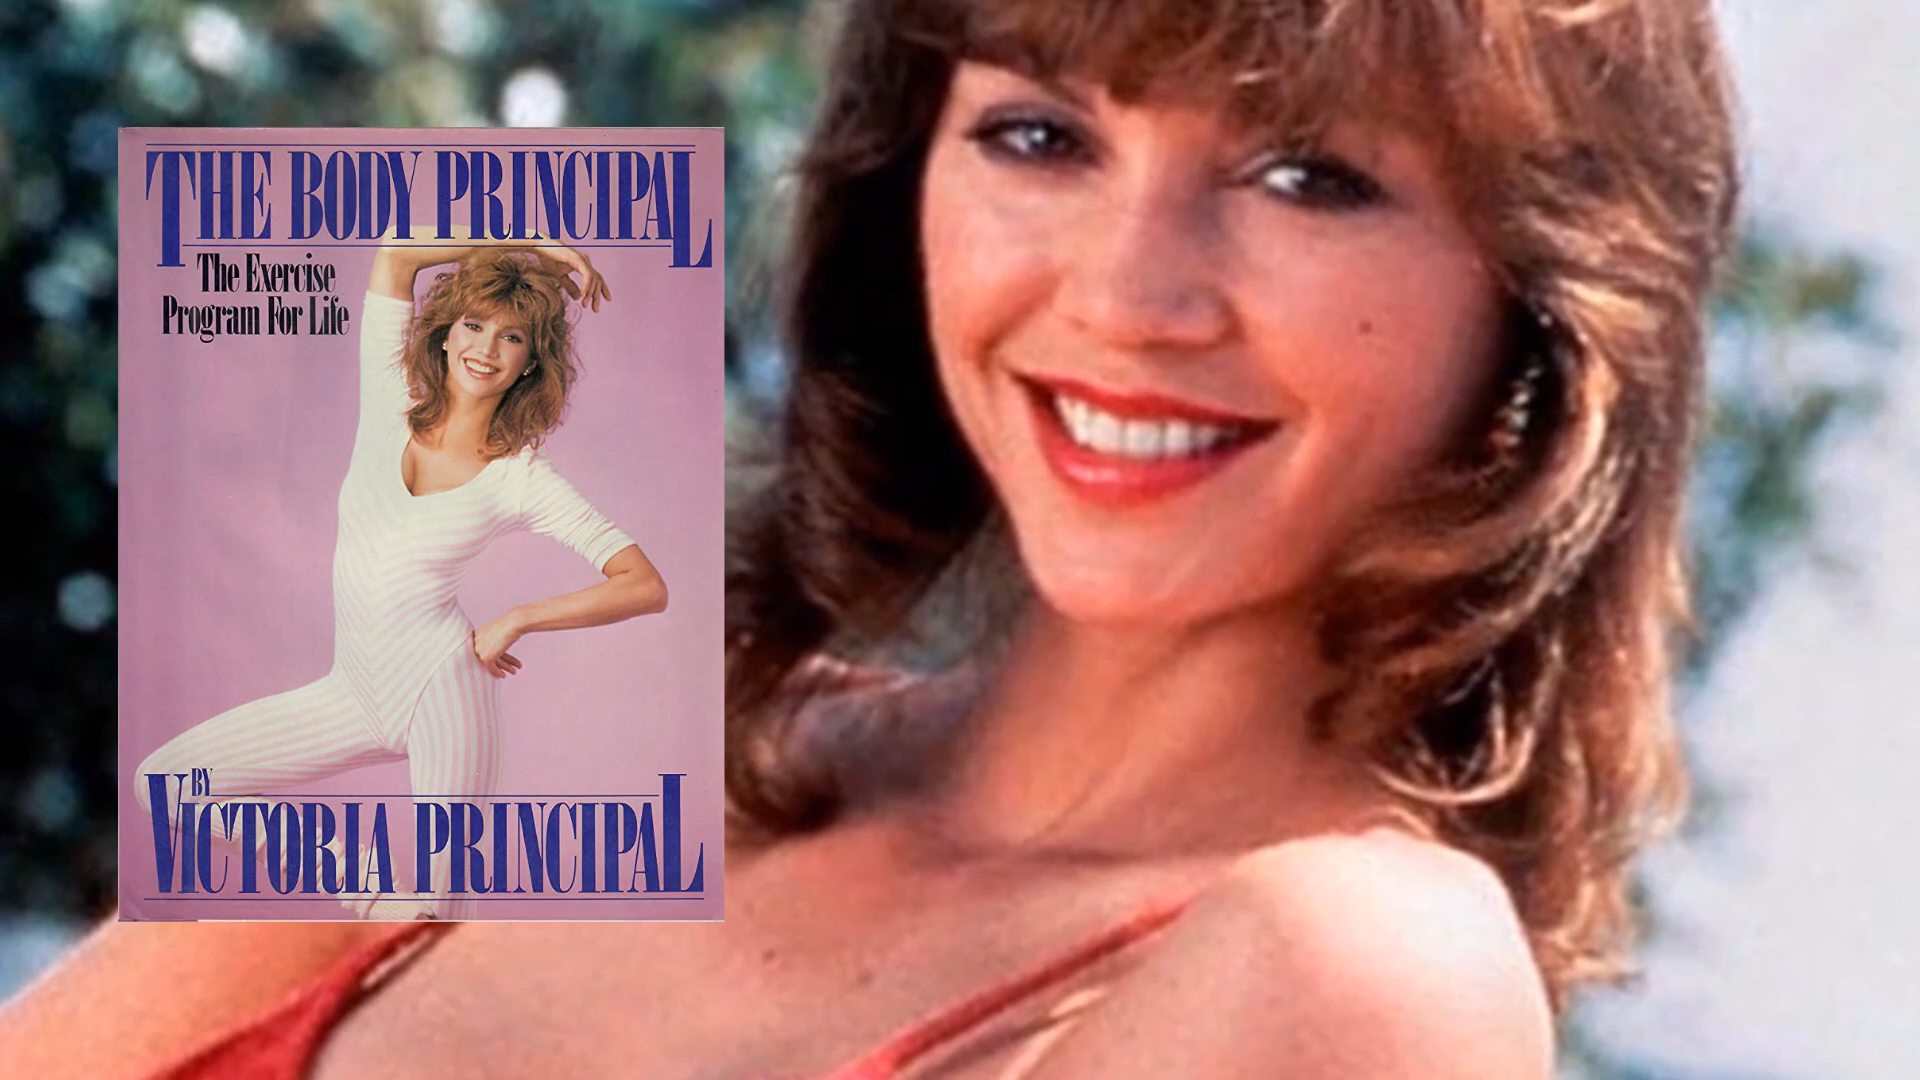 THE BODY PRINCIPAL
The Exercise
Program For Life
BY
VICTORIA PRINCIPAL